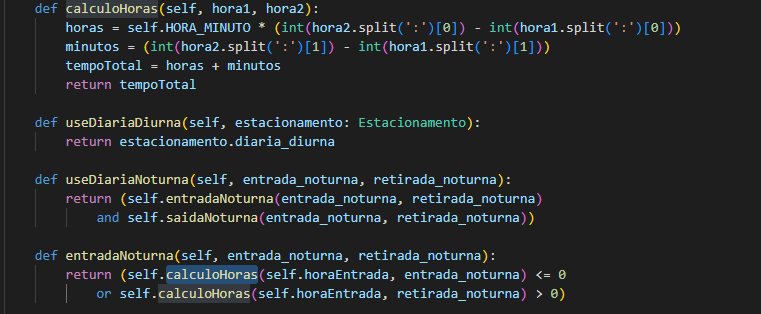 def calculoHoras(self, hora1, hora2):
horas = self.HORA_MINUTO * (int(hora2.split(':')[0]) - int(hora1.split(':')[0]))
minutos = (int(hora2.split(':')[1]) - int(hora1.split(':')[1]))
tempoTotal = horas + minutos
return tempoTotal
def useDiariaDiurna(self, estacionamento: Estacionamento):
return estacionamento.diaria_diurna
def useDiariaNoturna(self, entrada_noturna, retirada_noturna):
return (self.entradaNoturna(entrada_noturna, retirada_noturna)
and self.saidaNoturna(entrada_noturna, retirada_noturna))
def entradaNoturna(self, entrada_noturna, retirada_noturna):
return (self.calculoHoras(self.horaEntrada, entrada_noturna) <= 0
or self.calculoHoras(self.horaEntrada, retirada_noturna) > 0)